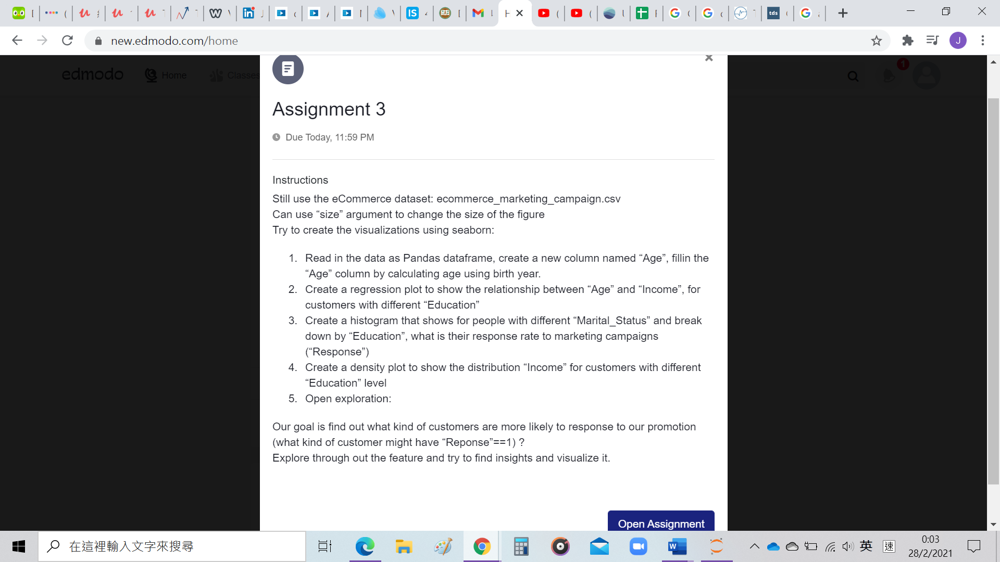 new.edmodo.com/home
edmodo
Home
Classes
1
Assignment 3
Due Today, 11:59 PM
Instructions
Still use the eCommerce dataset: ecommerce_marketing_campaign.csv
Can use “size” argument to change the size of the figure
Try to create the visualizations using seaborn:
1. Read in the data as Pandas dataframe, create a new column named “Age”, fillin the
“Age” column by calculating age using birth year.
2. Create a regression plot to show the relationship between “Age” and “Income”, for
customers with different “Education”
3. Create a histogram that shows for people with different “Marital_Status” and break
down by “Education”, what is their response rate to marketing campaigns
(“Response”)
4. Create a density plot to show the distribution “Income” for customers with different
“Education” level
5. Open exploration:
Our goal is find out what kind of customers are more likely to response to our promotion
(what kind of customer might have “Reponse”==1) ?
Explore through out the feature and try to find insights and visualize it.
Open Assignment
在這裡輸入文字來搜尋
英
速
0:03
28/2/2021
J
IS
tds